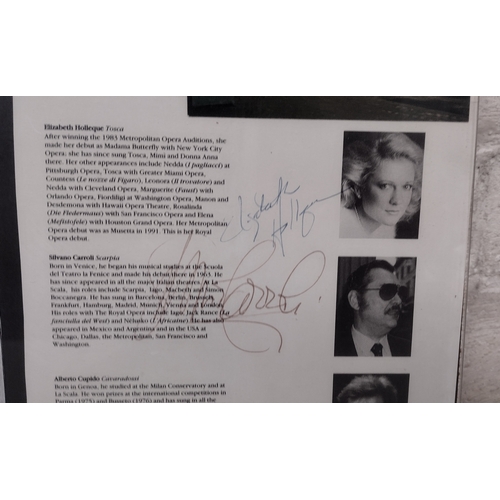 Elizabeth Holleque Tosca
After winning the 1983 Metropolitan Opera Auditions, she
made her debut as Madama Butterfly with New York City
Opera; she has since sung Tosca, Mimi and Donna Anna
there. Her other appearances include Nedda (I pagliacci) at
Pittsburgh Opera, Tosca with Greater Miami Opera,
Countess (Le nozze di Figaro), Leonora (Il trovatore) and
Nedda with Cleveland Opera, Marguerite (Faust) with
Orlando Opera, Fiordiligi at Washington Opera, Manon and
Desdemona with Hawaii Opera Theatre, Rosalinda
(Die Fledermaus) with San Francisco Opera and Elena
(Mefistofele) with Houston Grand Opera. Her Metropolitan
Opera debut was as Musetta in 1991. This is her Royal
Opera debut.
Elizabeth
Holleque
Silvano Carroli Scarpia
Born in Venice, he began his musical studies at the Scuola
del Teatro la Fenice and made his debut there in 1963. He
has since appeared in all the major Italian theatres. At La
Scala, his roles include Scarpia, Iago, Macbeth and Simon
Boccanegra. He has sung in Barcelona, Berlin, Brussels,
Frankfurt, Hamburg, Madrid, Munich, Vienna and London.
His roles with The Royal Opera include Iago, Jack Rance (La
fanciulla del West) and Nelusko (L'Africaine). He has also
appeared in Mexico and Argentina and in the USA at
Chicago, Dallas, the Metropolitan, San Francisco and
Washington.
Carroli
Alberto Cupido Cavaradossi
Born in Genoa, he studied at the Milan Conservatory and at
La Scala. He won prizes at the international competitions in
Parma (1975) and Busseto (1976) and has sung in all the